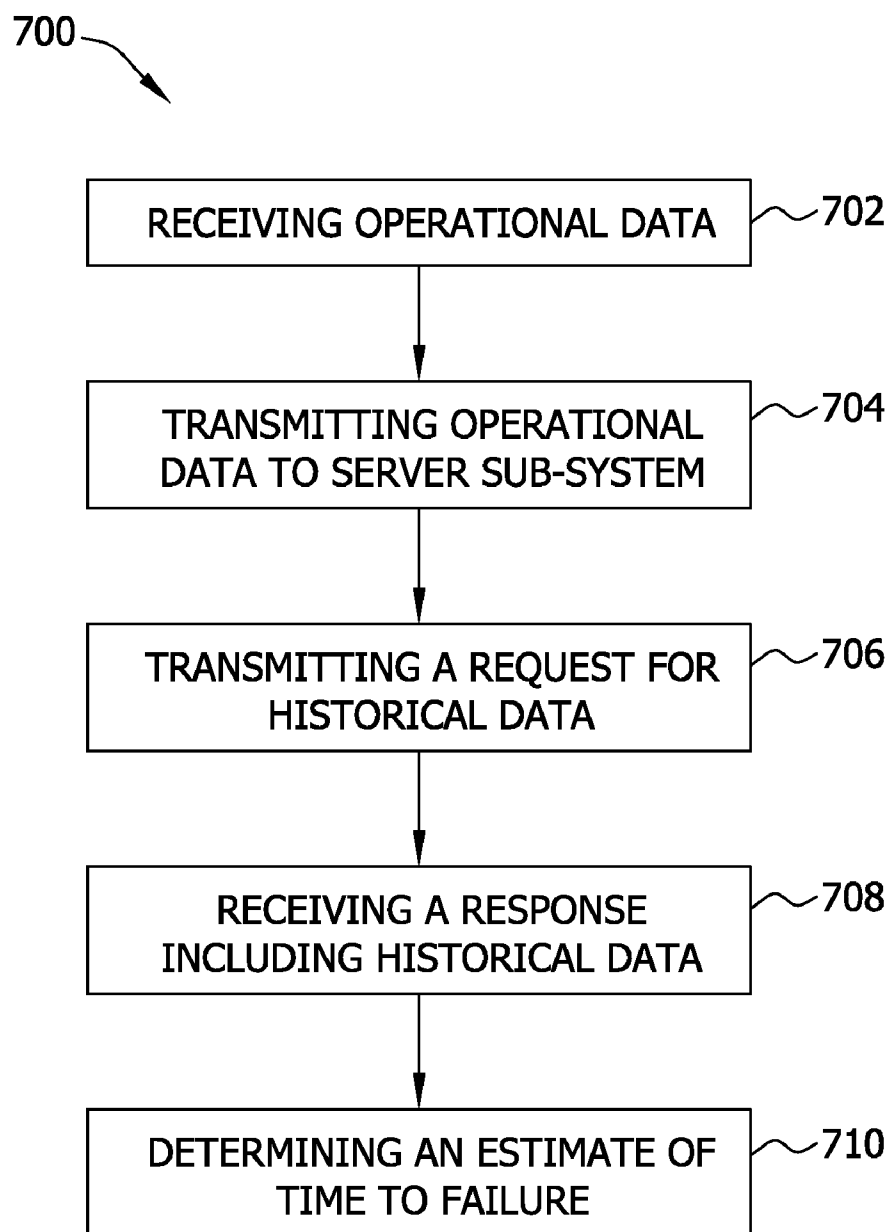 700
RECEIVING OPERATIONAL DATA
702
TRANSMITTING OPERATIONAL
DATA TO SERVER SUB-SYSTEM
704
TRANSMITTING A REQUEST FOR
HISTORICAL DATA
706
RECEIVING A RESPONSE
INCLUDING HISTORICAL DATA
708
DETERMINING AN ESTIMATE OF
TIME TO FAILURE
710